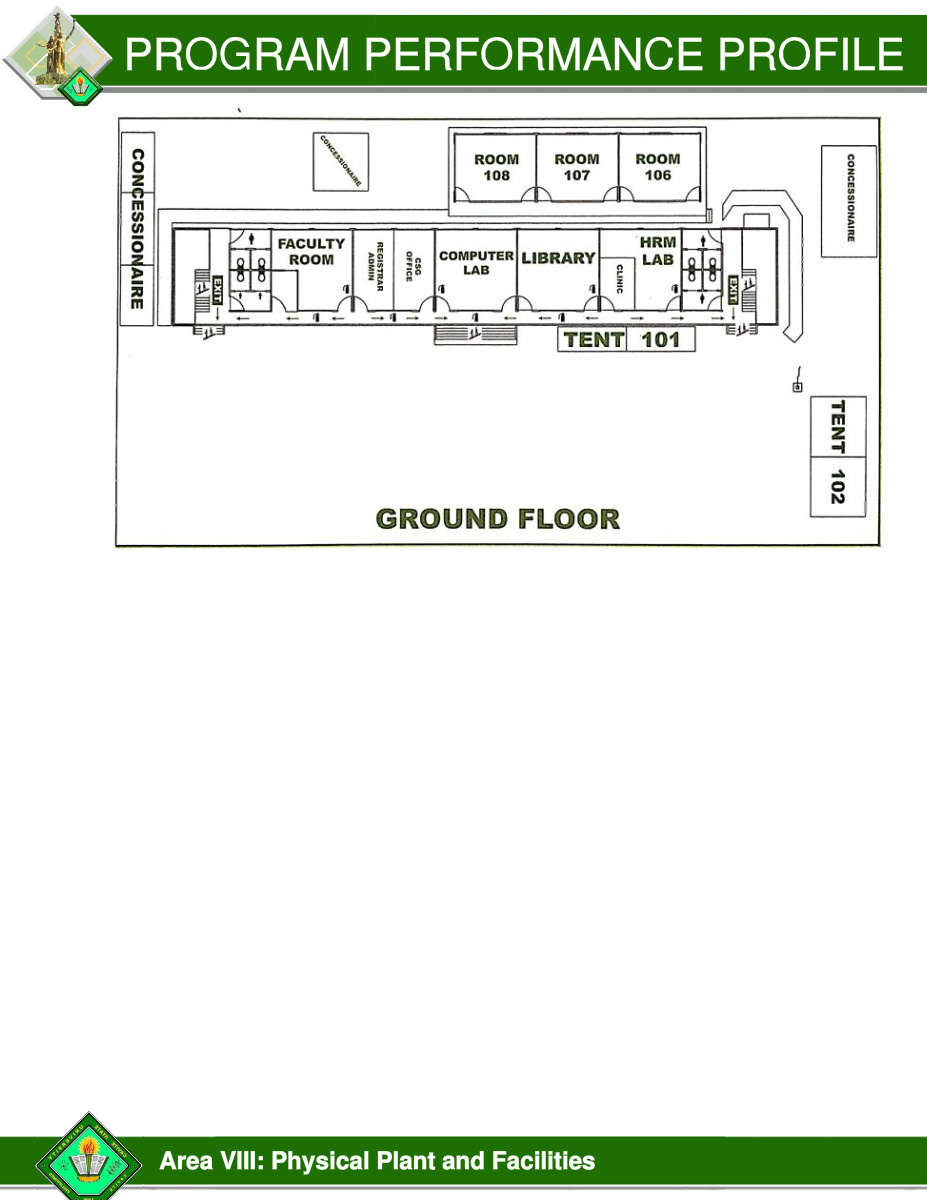 PROGRAM PERFORMANCE PROFILE
CONCESSIONAIRE
CONCESSIONAIRE
ROOM
108
ROOM
107
ROOM
106
CONCESSIONAIRE
FACULTY
ROOM
REGISTRAR
ADMIN
CSG
OFFICE
COMPUTER
LAB
LIBRARY
CLINIC
HRM
LAB
EXIT
EXIT
TENT 101
TENT 102
GROUND FLOOR
Area VIII: Physical Plant and Facilities